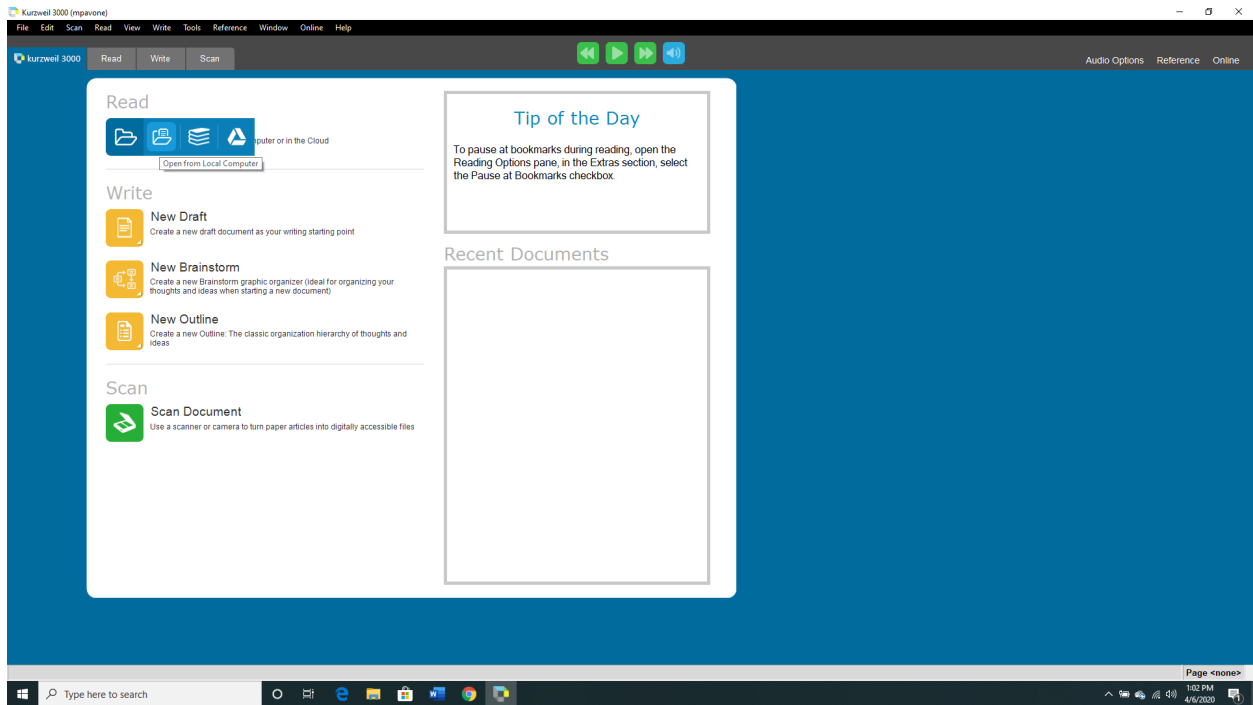 Kurzweil 3000 (mpavone)
File Edit Scan Read View Write Tools Reference Window Online Help
kurzweil 3000 Read Write Scan
Audio Options Reference Online
Read
or in the Cloud
Open from Local Computer
Write
New Draft
Create a new draft document as your writing starting point
New Brainstorm
Create a new Brainstorm graphic organizer (ideal for organizing your
thoughts and ideas when starting a new document)
New Outline
Create a new Outline: The classic organization hierarchy of thoughts and
ideas
Scan
Scan Document
Use a scanner or camera to turn paper articles into digitally accessible files
Tip of the Day
To pause at bookmarks during reading, open the
Reading Options pane, in the Extras section, select
the Pause at Bookmarks checkbox.
Recent Documents
Page <none>
Type here to search
1:02 PM
4/6/2020